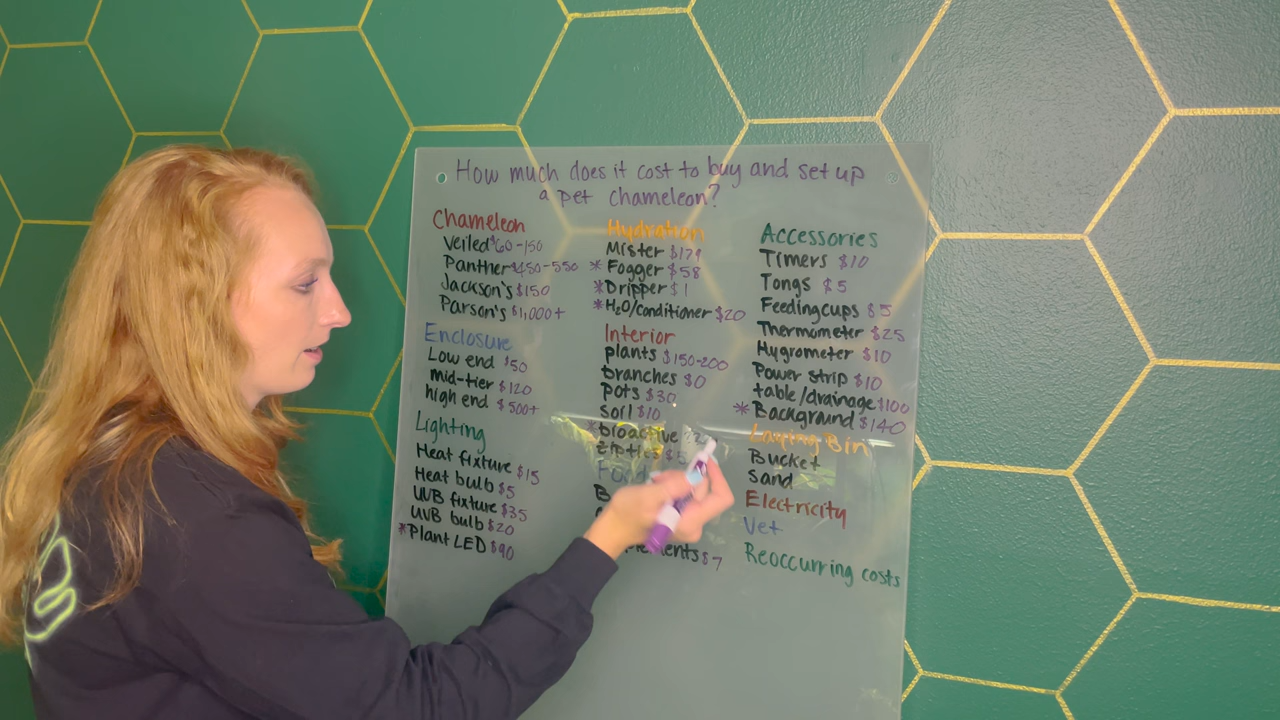 How much does it cost to buy and set up
a pet chameleon?
Chameleon
Veiled $60-150
Panther $450-550
Jackson's $150
Parson's $1,000+
Enclosure
Low end $50
mid-tier $120
high end $500+
Lighting
Heat fixture $15
Heat bulb $5
UVB fixture $35
UVB bulb $20
*Plant LED $90
Hydration
Mister $179
*Fogger $58
*Dripper $1
*H2O/conditioner $20
Interior
plants $150-200
branches $0
pots $30
Soil $10
*bioactive
zipties $5
Food
$7
Accessories
Timers $10
Tongs $5
Feeding cups $5
Thermometer $25
Hygrometer $10
Power strip $10
table/drainage $100
*Background $140
Laying Bin
Bucket
Sand
Electricity
Vet
Reoccurring costs